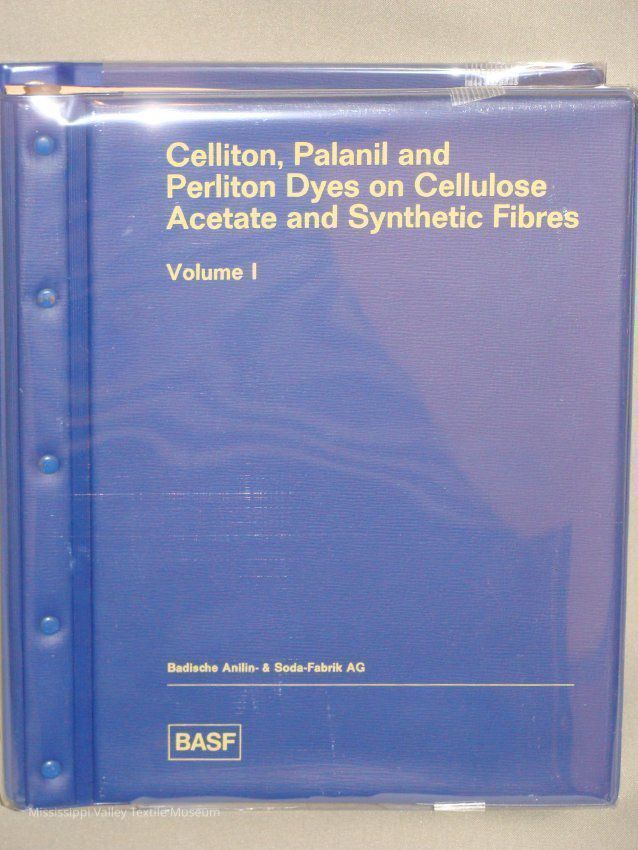 Celliton, Palanil and
Perliton Dyes on Cellulose
Acetate and Synthetic Fibres
Volume I
Badische Anilin- & Soda-Fabrik AG
BASF
Mississippi Valley Textile Museum